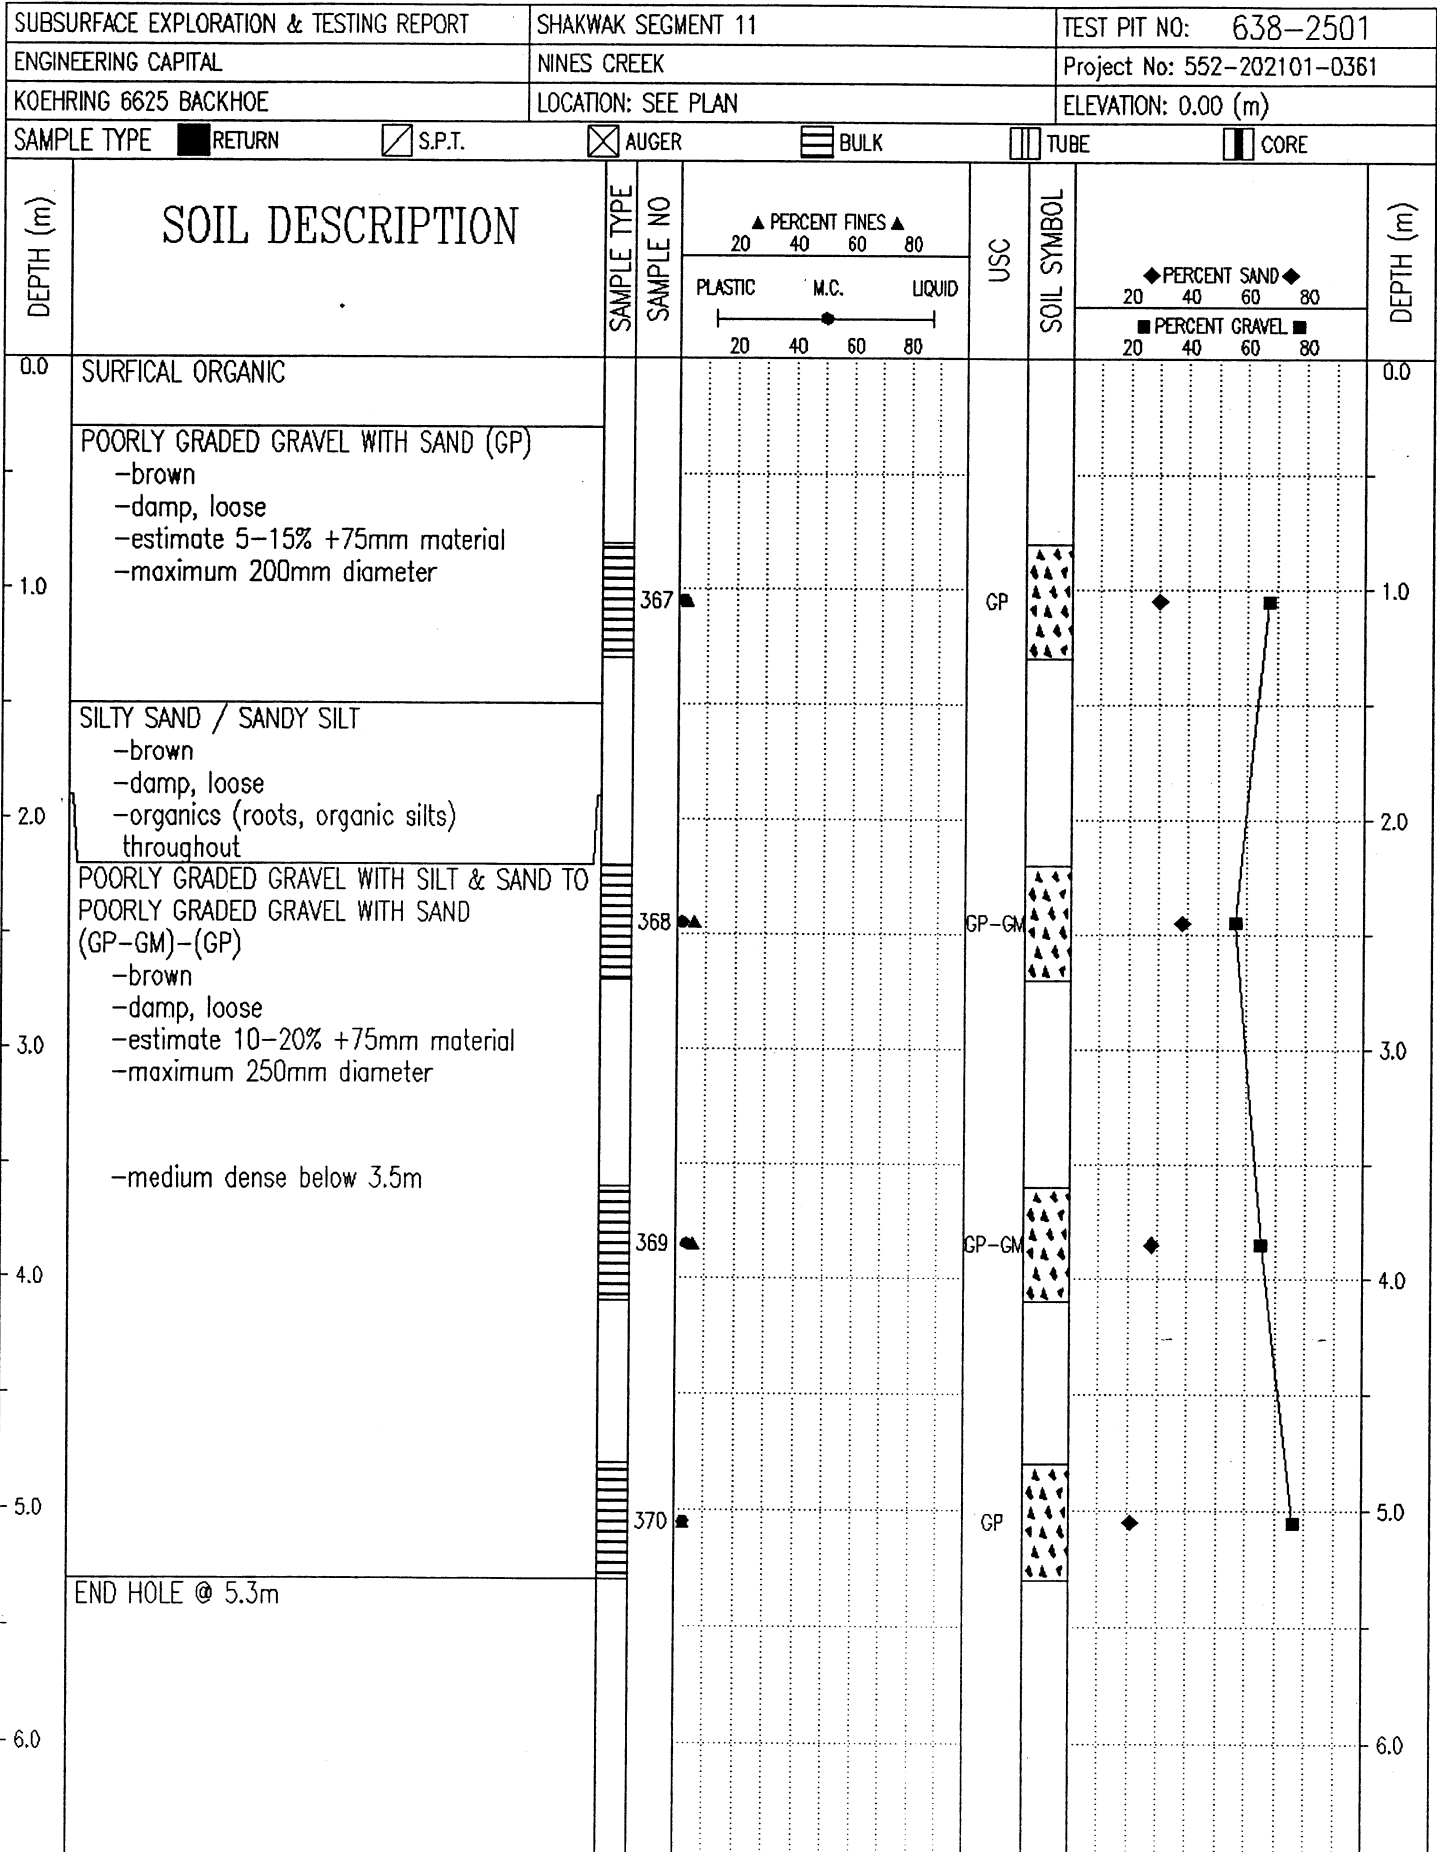 SUBSURFACE EXPLORATION & TESTING REPORT
SHAKWAK SEGMENT 11
TEST PIT NO: 638-2501
ENGINEERING CAPITAL
NINES CREEK
Project No: 552-202101-0361
KOEHRING 6625 BACKHOE
LOCATION: SEE PLAN
ELEVATION: 0.00 (m)
SAMPLE TYPE RETURN S.P.T. AUGER BULK TUBE CORE
DEPTH (m)
SOIL DESCRIPTION
SAMPLE TYPE
SAMPLE NO
▲ PERCENT FINES ▲
20 40 60 80
PLASTIC M.C. LIQUID
20 40 60 80
USC
SOIL SYMBOL
◆ PERCENT SAND ◆
20 40 60 80
■ PERCENT GRAVEL ■
20 40 60 80
DEPTH (m)
0.0
SURFICAL ORGANIC
0.0
POORLY GRADED GRAVEL WITH SAND (GP)
-brown
-damp, loose
-estimate 5-15% +75mm material
-maximum 200mm diameter
1.0
367
GP
1.0
SILTY SAND / SANDY SILT
-brown
-damp, loose
-organics (roots, organic silts)
throughout
2.0
2.0
POORLY GRADED GRAVEL WITH SILT & SAND TO
POORLY GRADED GRAVEL WITH SAND
(GP-GM)-(GP)
368
GP-GM
-brown
-damp, loose
-estimate 10-20% +75mm material
-maximum 250mm diameter
3.0
3.0
-medium dense below 3.5m
369
GP-GM
4.0
4.0
5.0
370
GP
5.0
END HOLE @ 5.3m
6.0
6.0